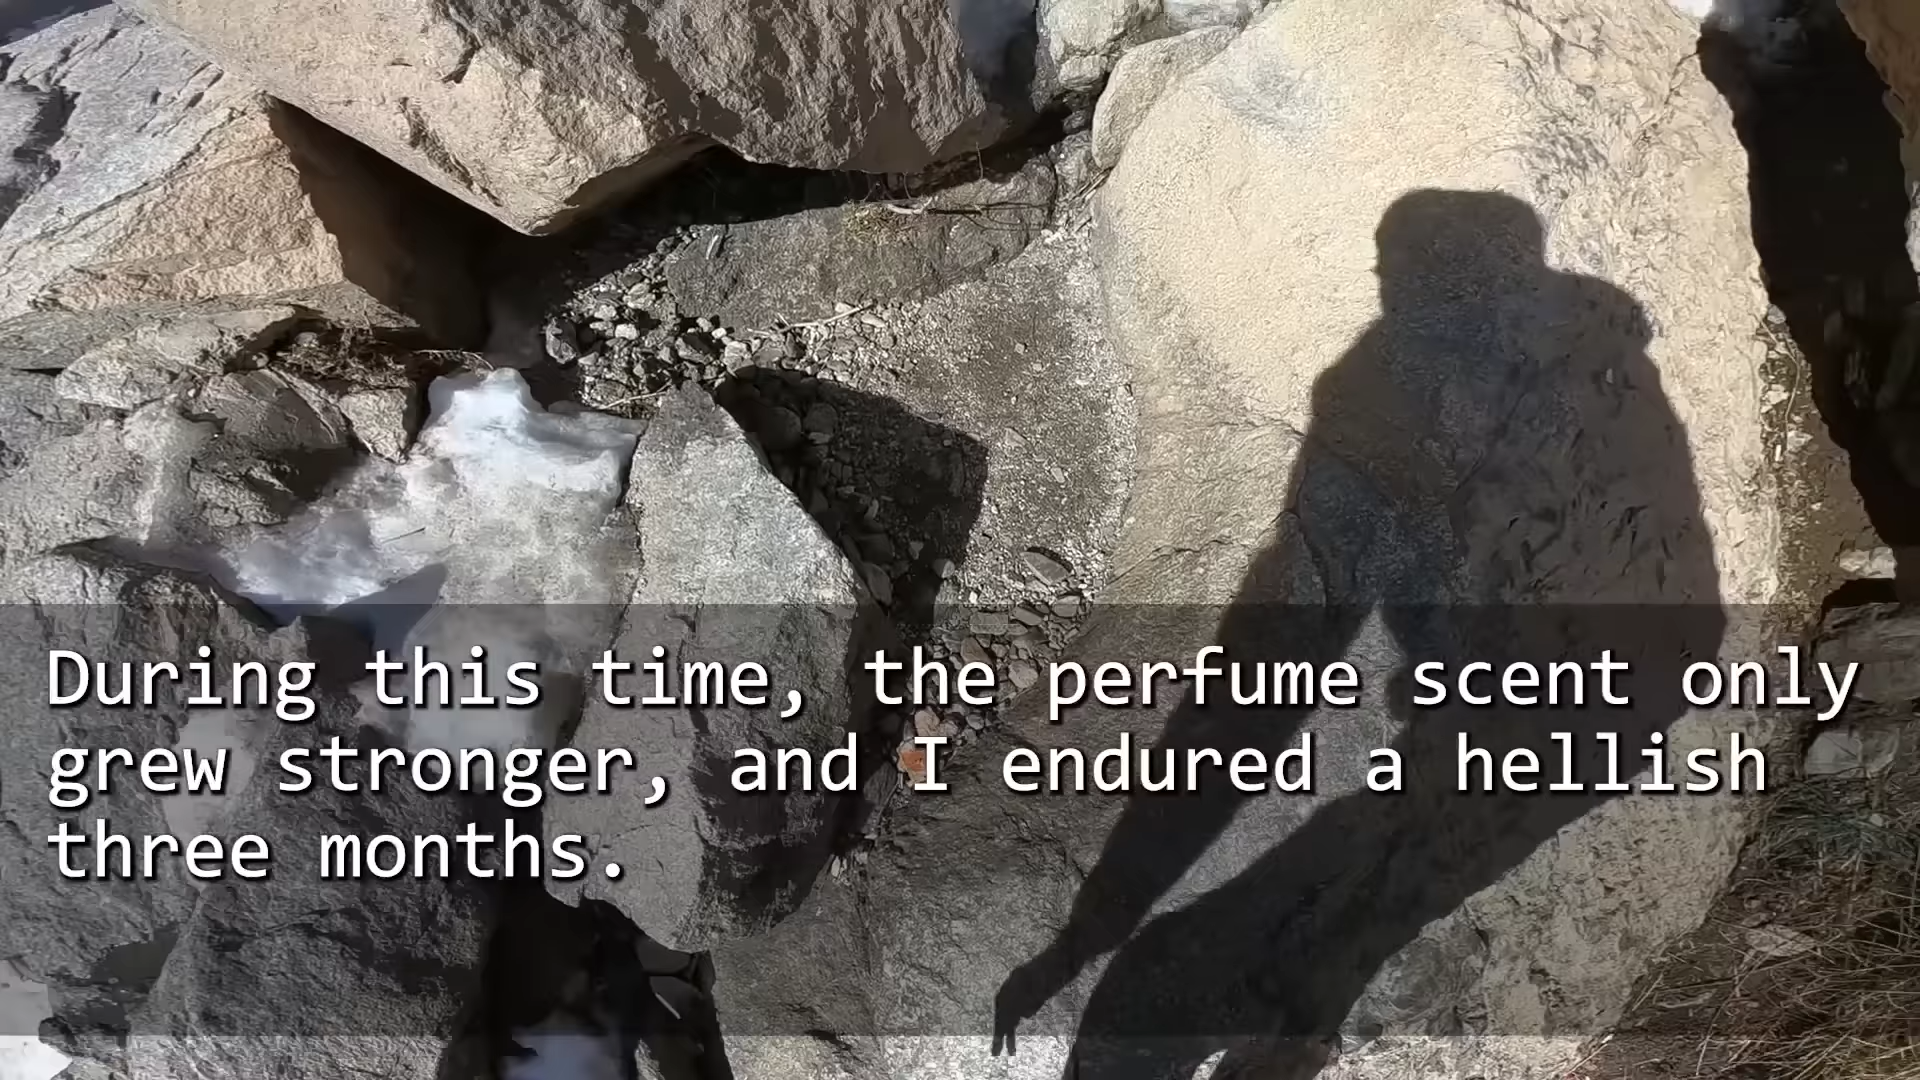 During this time, the perfume scent only
grew stronger, and I endured a hellish
three months.